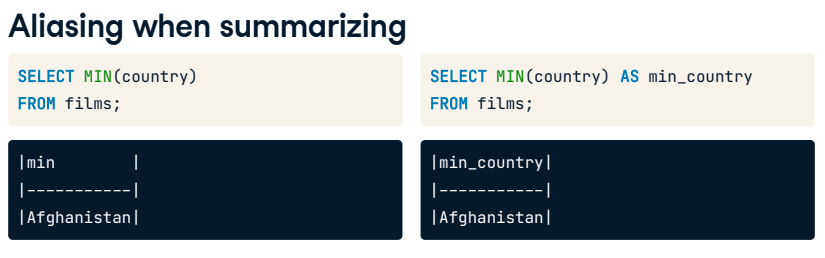 Aliasing when summarizing
SELECT MIN(country)
FROM films;
|min        |
|-----------|
|Afghanistan|
SELECT MIN(country) AS min_country
FROM films;
|min_country|
|-----------|
|Afghanistan|